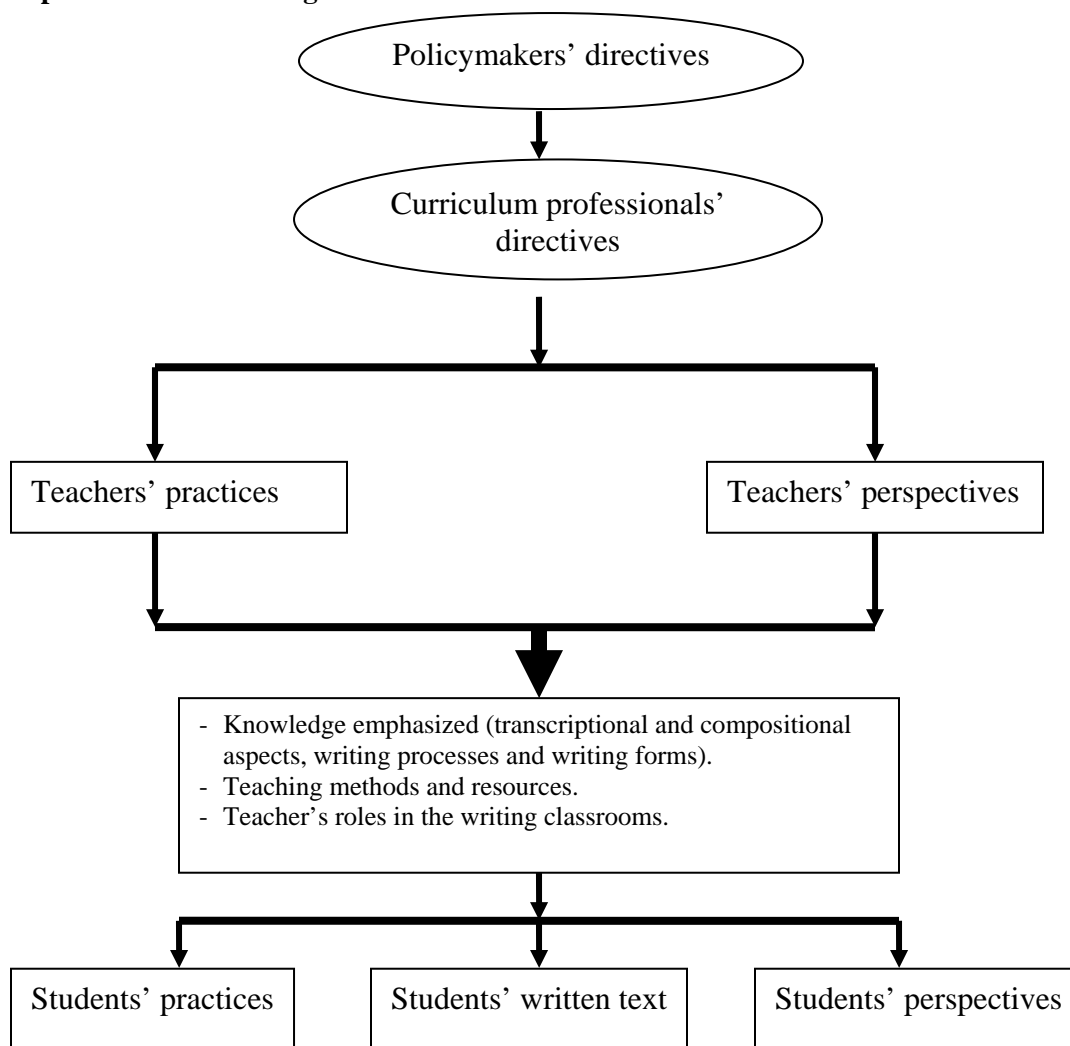 Policymakers’ directives
Curriculum professionals’
directives
Teachers’ practices
Teachers’ perspectives
- Knowledge emphasized (transcriptional and compositional
aspects, writing processes and writing forms).
- Teaching methods and resources.
- Teacher’s roles in the writing classrooms.
Students’ practices
Students’ written text
Students’ perspectives